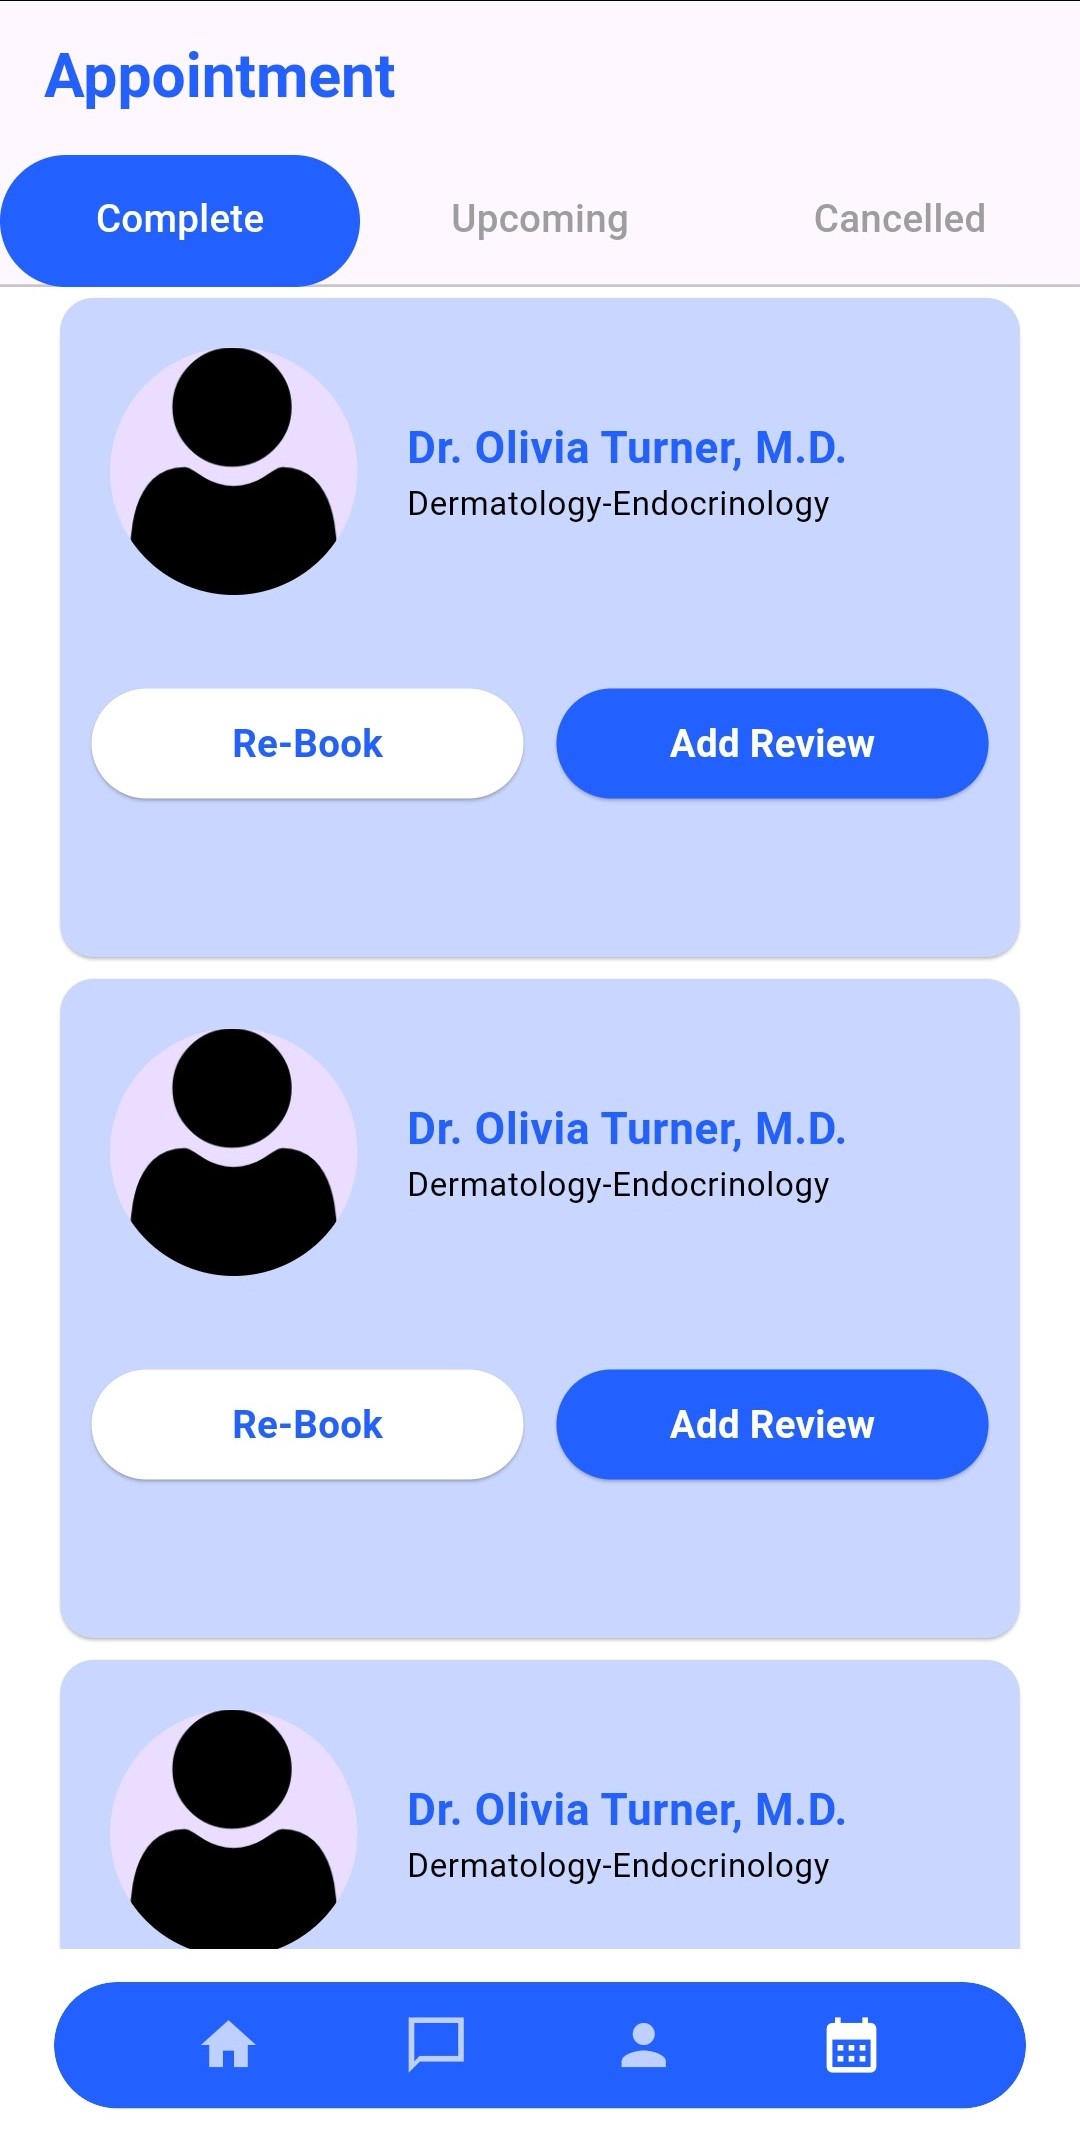 Appointment
Complete Upcoming Cancelled
Dr. Olivia Turner, M.D.
Dermatology-Endocrinology
Re-Book Add Review
Dr. Olivia Turner, M.D.
Dermatology-Endocrinology
Re-Book Add Review
Dr. Olivia Turner, M.D.
Dermatology-Endocrinology